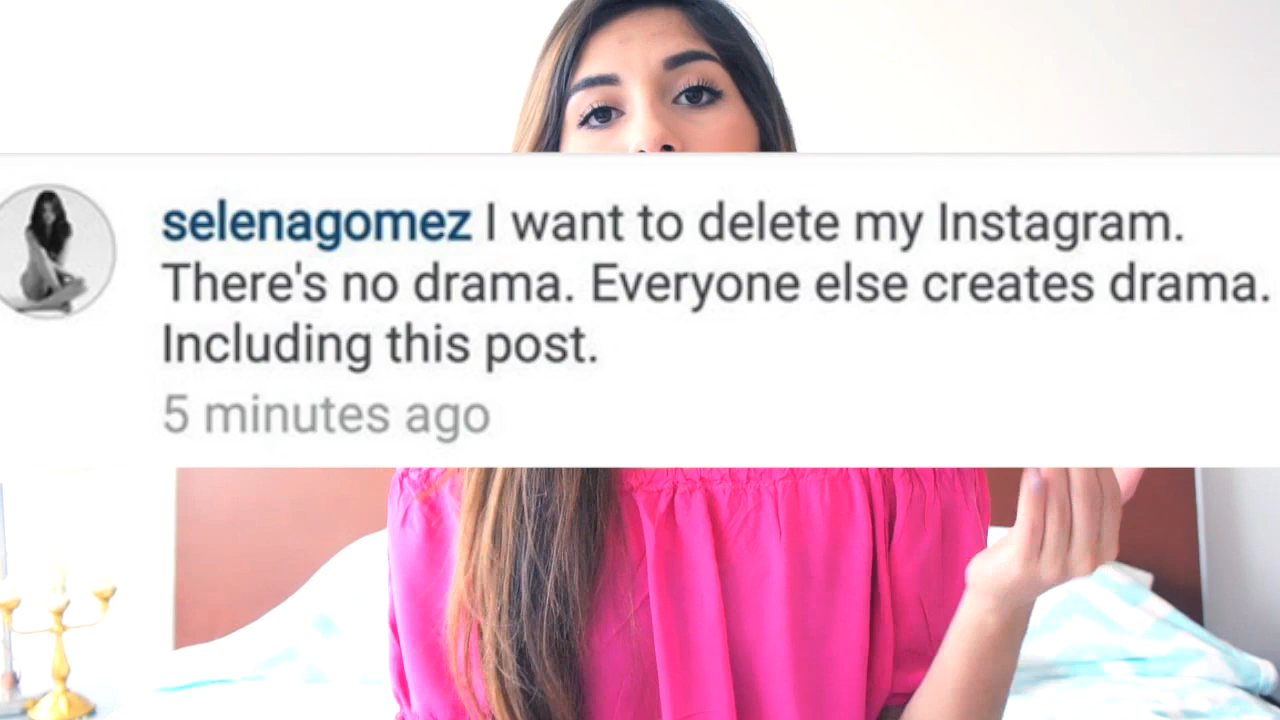 selenagomez I want to delete my Instagram.
There's no drama. Everyone else creates drama.
Including this post.
5 minutes ago